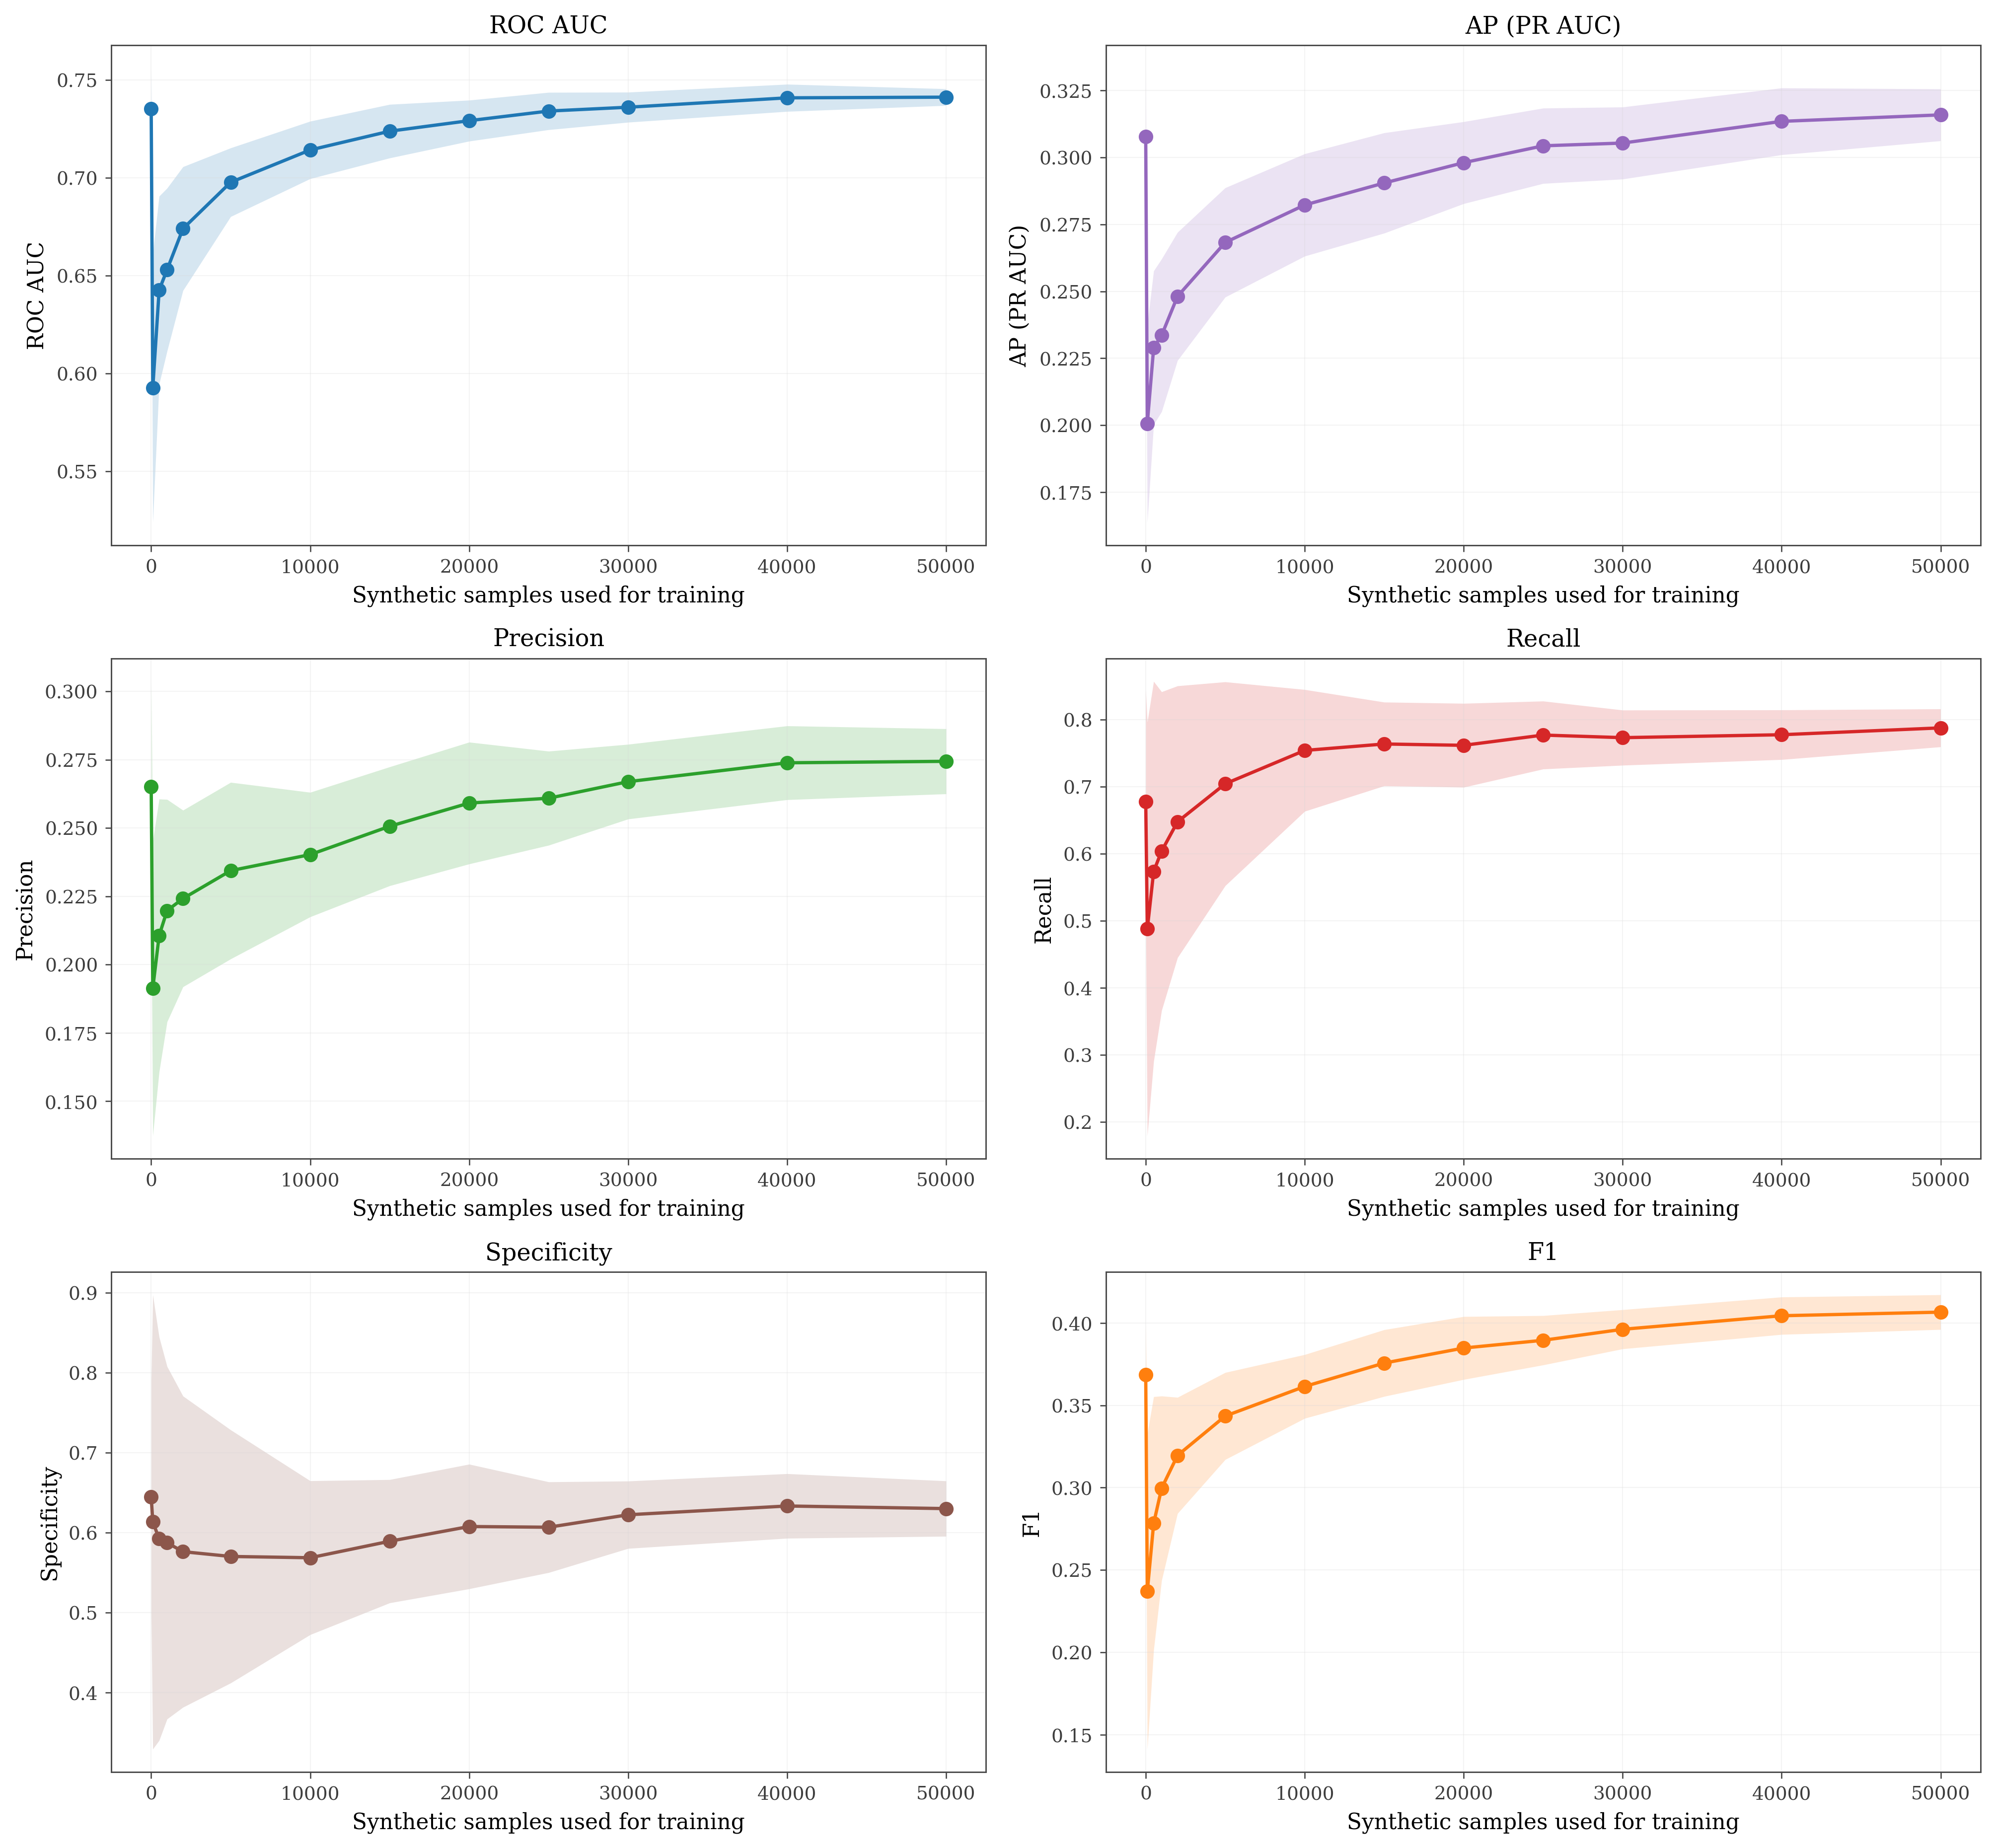 ROC AUC
ROC AUC
0.75
0.70
0.65
0.60
0.55
0 10000 20000 30000 40000 50000
Synthetic samples used for training
AP (PR AUC)
AP (PR AUC)
0.325
0.300
0.275
0.250
0.225
0.200
0.175
0 10000 20000 30000 40000 50000
Synthetic samples used for training
Precision
Precision
0.300
0.275
0.250
0.225
0.200
0.175
0.150
0 10000 20000 30000 40000 50000
Synthetic samples used for training
Recall
Recall
0.8
0.7
0.6
0.5
0.4
0.3
0.2
0 10000 20000 30000 40000 50000
Synthetic samples used for training
Specificity
Specificity
0.9
0.8
0.7
0.6
0.5
0.4
0 10000 20000 30000 40000 50000
Synthetic samples used for training
F1
F1
0.40
0.35
0.30
0.25
0.20
0.15
0 10000 20000 30000 40000 50000
Synthetic samples used for training